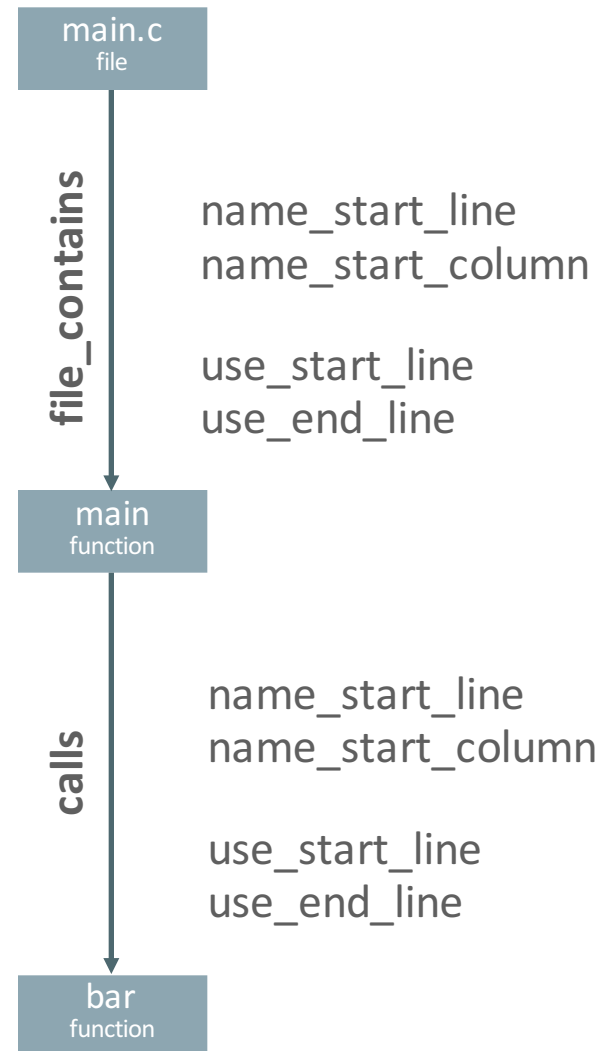 main.c
file
file_contains
name_start_line
name_start_column
use_start_line
use_end_line
main
function
calls
name_start_line
name_start_column
use_start_line
use_end_line
bar
function